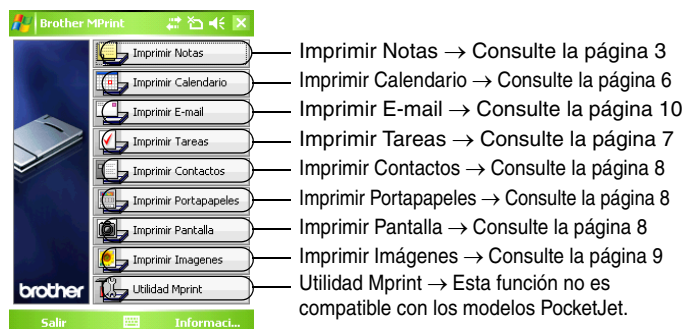 Brother MPrint
Imprimir Notas
Imprimir Calendario
Imprimir E-mail
Imprimir Tareas
Imprimir Contactos
Imprimir Portapapeles
Imprimir Pantalla
Imprimir Imagenes
Utilidad Mprint
brother
Salir
Informaci...
Imprimir Notas → Consulte la página 3
Imprimir Calendario → Consulte la página 6
Imprimir E-mail → Consulte la página 10
Imprimir Tareas → Consulte la página 7
Imprimir Contactos → Consulte la página 8
Imprimir Portapapeles → Consulte la página 8
Imprimir Pantalla → Consulte la página 8
Imprimir Imágenes → Consulte la página 9
Utilidad Mprint → Esta función no es
compatible con los modelos PocketJet.